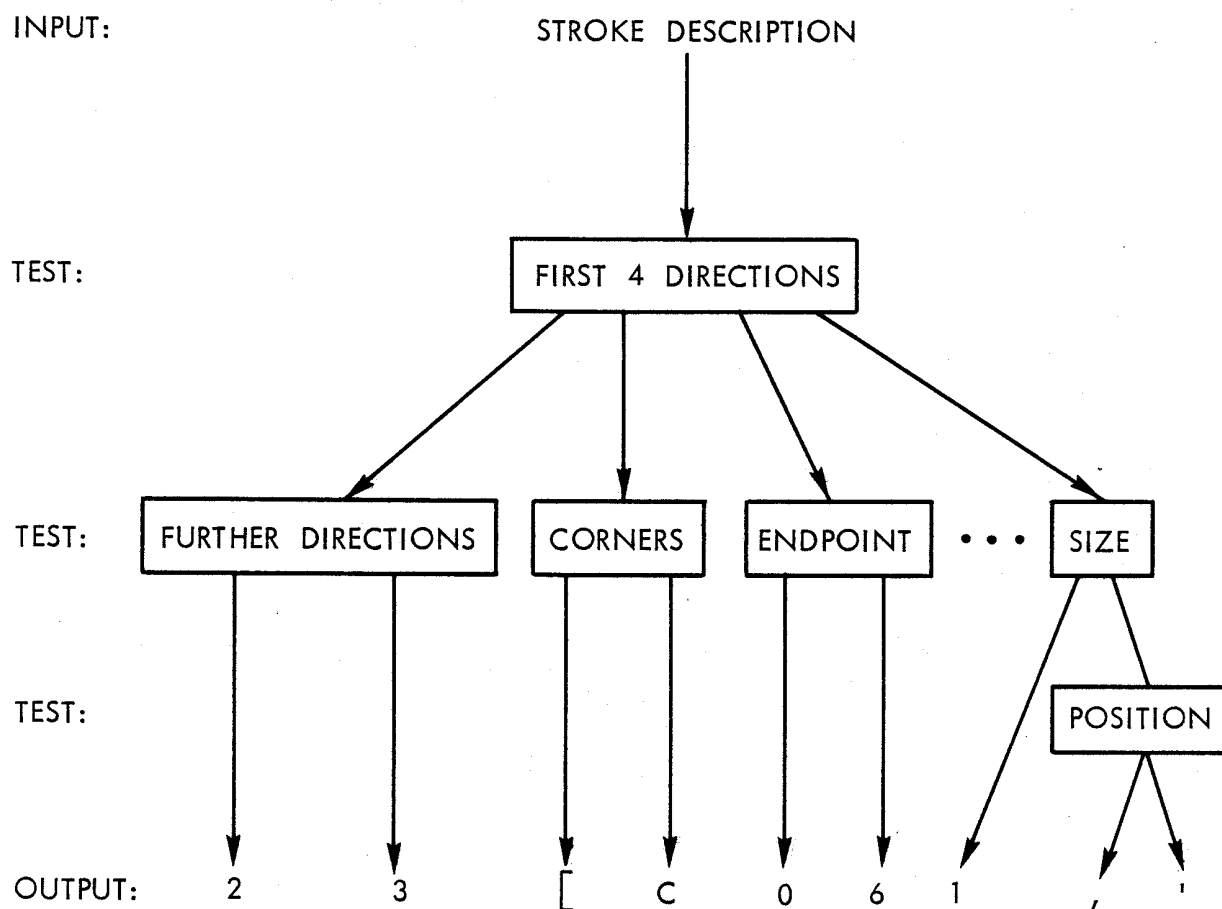 INPUT: STROKE DESCRIPTION
TEST: FIRST 4 DIRECTIONS
TEST: FURTHER DIRECTIONS CORNERS ENDPOINT • • • SIZE
TEST: POSITION
OUTPUT: 2 3 [ C 0 6 1 , '